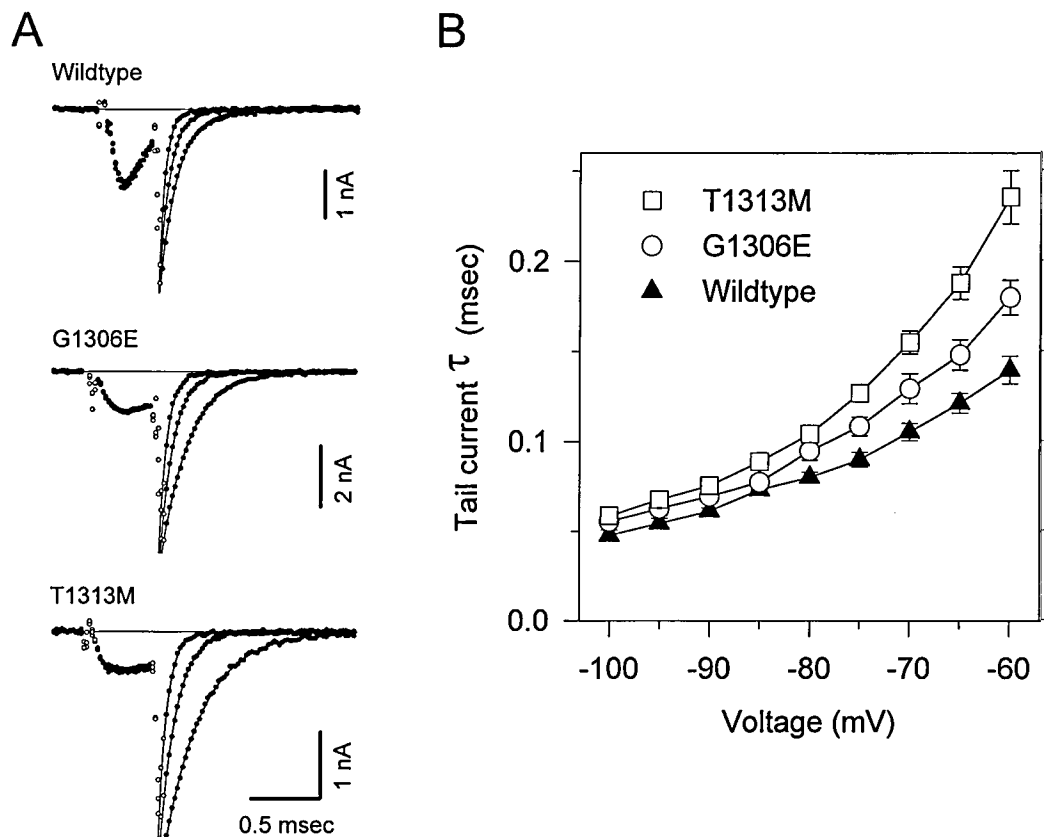 A
Wildtype
1 nA
G1306E
2 nA
T1313M
1 nA
0.5 msec
B
T1313M
G1306E
Wildtype
Tail current τ (msec)
0.2
0.1
0.0
-100 -90 -80 -70 -60
Voltage (mV)